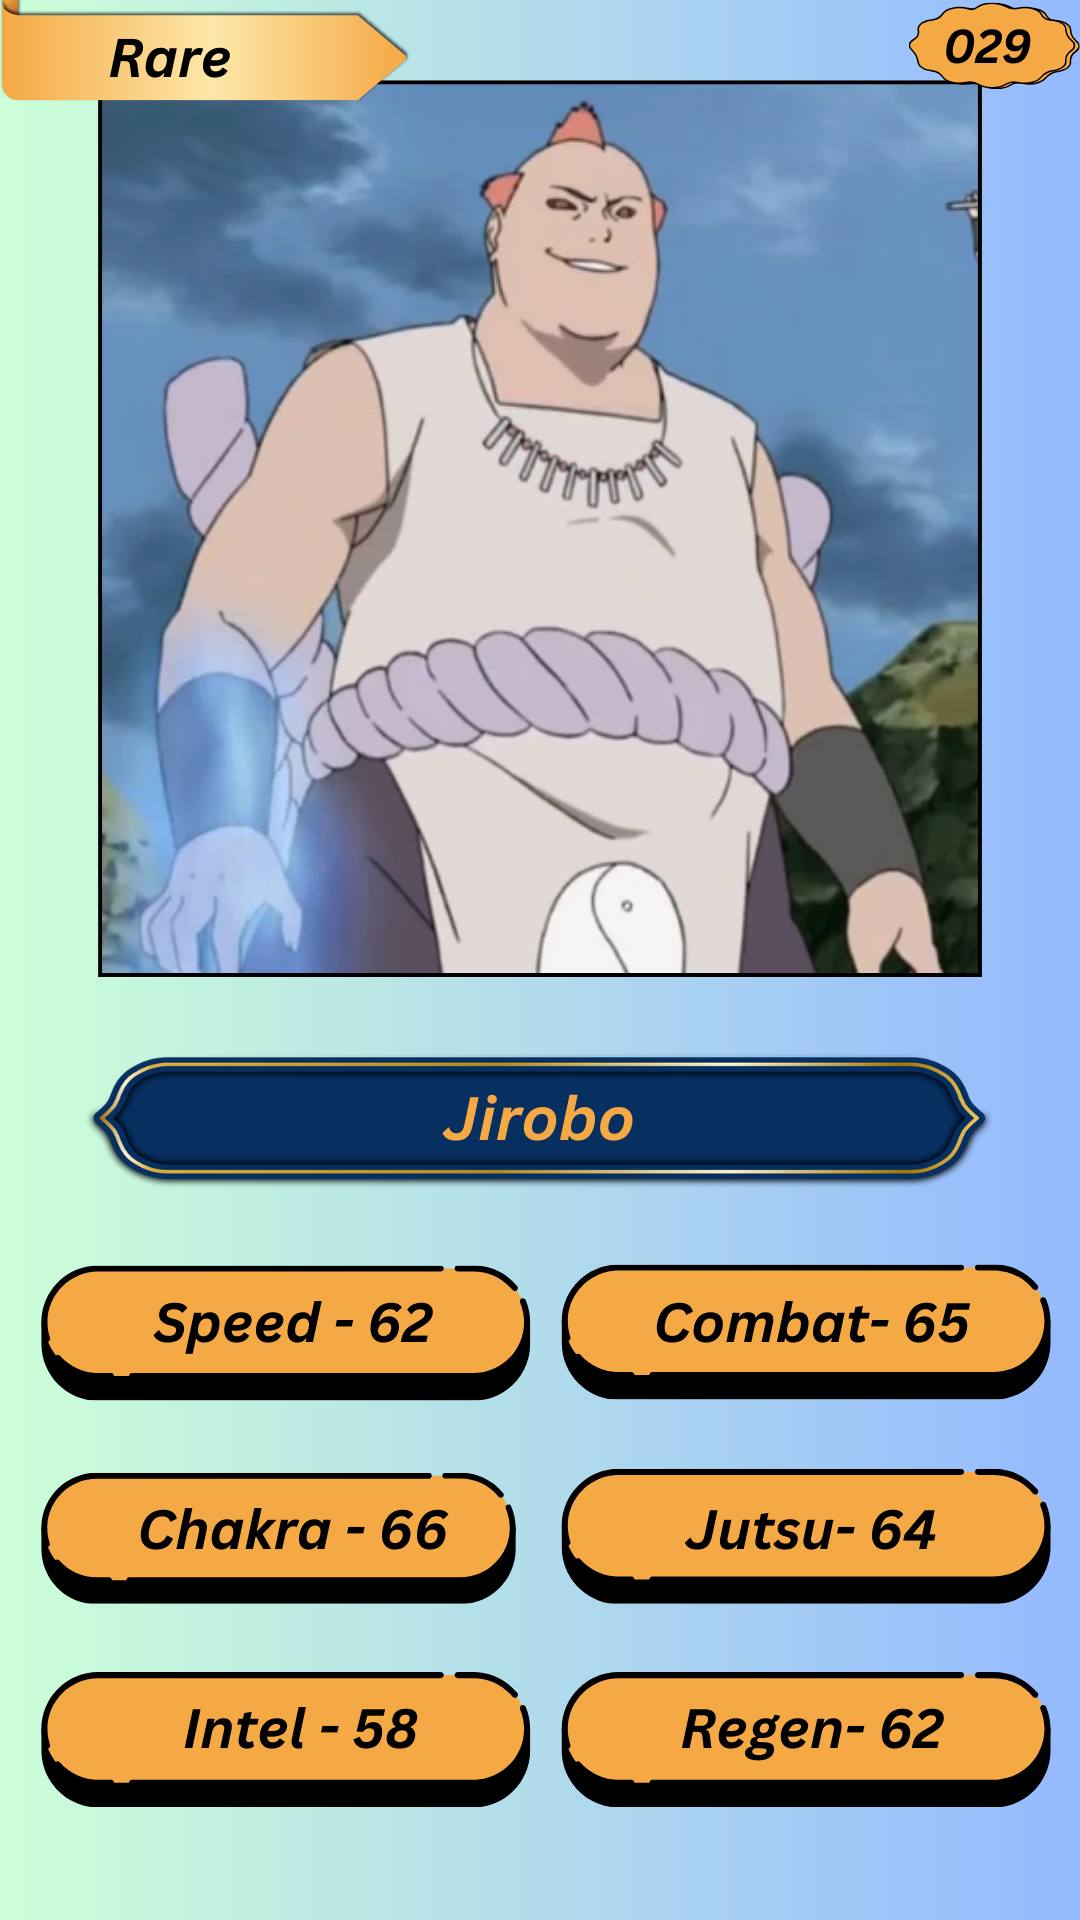 Rare
029
Jirobo
Speed - 62
Combat- 65
Chakra - 66
Jutsu- 64
Intel - 58
Regen- 62